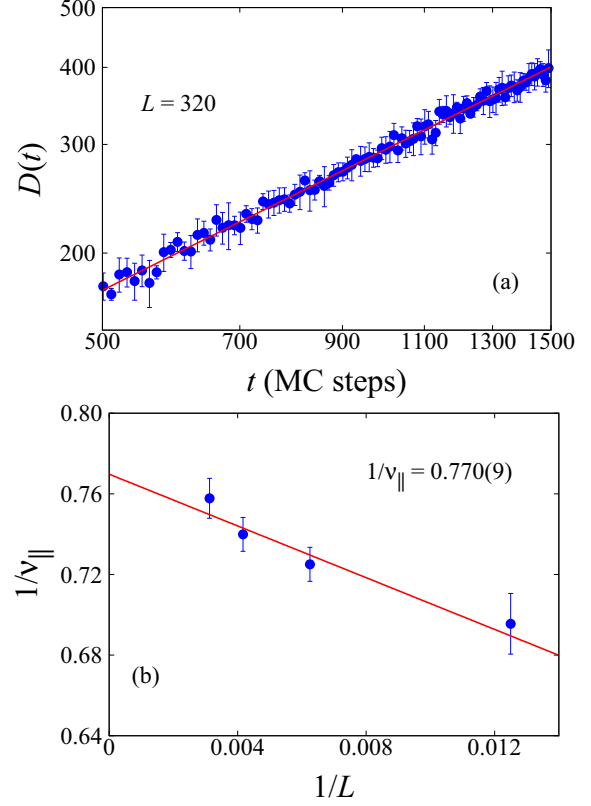 500
400
300
200
D(t)
L = 320
(a)
500 700 900 1100 1300 1500
t (MC steps)
0.80
0.76
0.72
0.68
0.64
1/ν∥
1/ν∥ = 0.770(9)
(b)
0 0.004 0.008 0.012
1/L